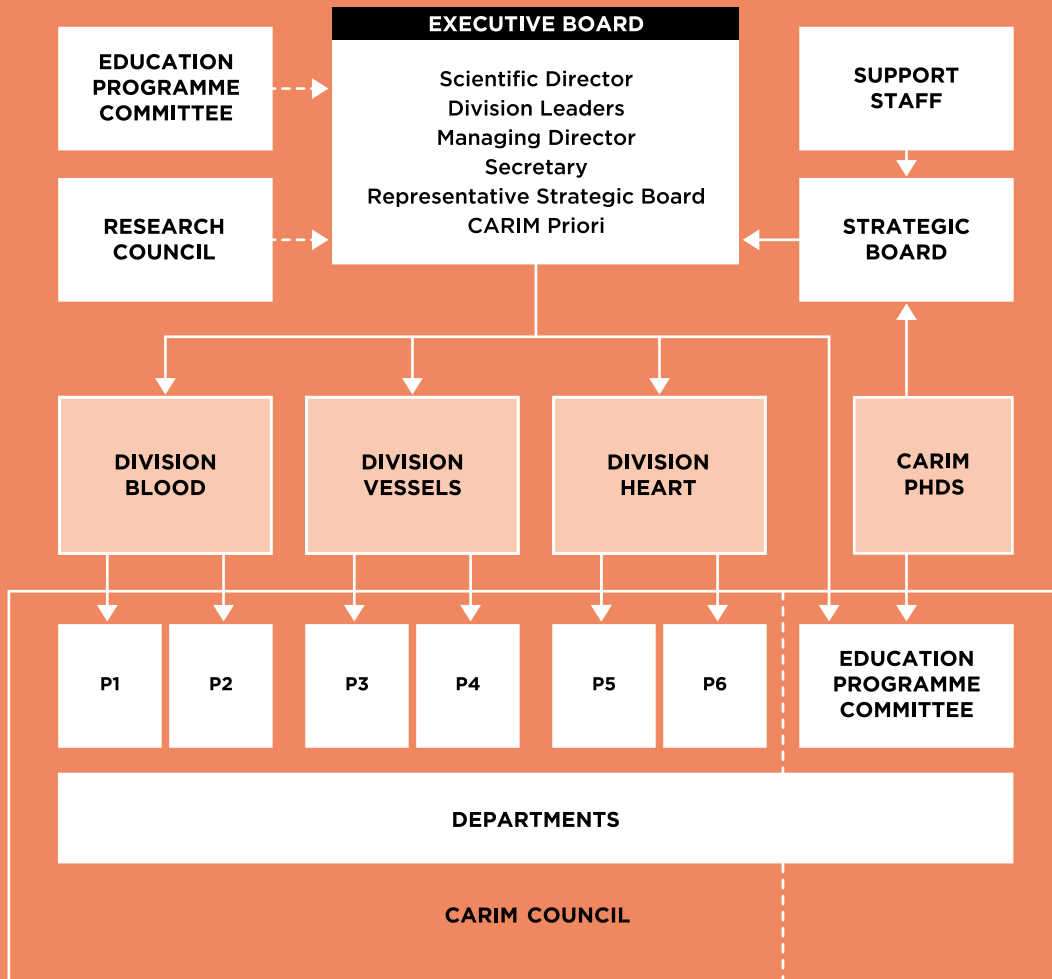 EXECUTIVE BOARD
Scientific Director
Division Leaders
Managing Director
Secretary
Representative Strategic Board
CARIM Priori
EDUCATION
PROGRAMME
COMMITTEE
RESEARCH
COUNCIL
SUPPORT
STAFF
STRATEGIC
BOARD
DIVISION
BLOOD
DIVISION
VESSELS
DIVISION
HEART
CARIM
PHDS
P1
P2
P3
P4
P5
P6
EDUCATION
PROGRAMME
COMMITTEE
DEPARTMENTS
CARIM COUNCIL